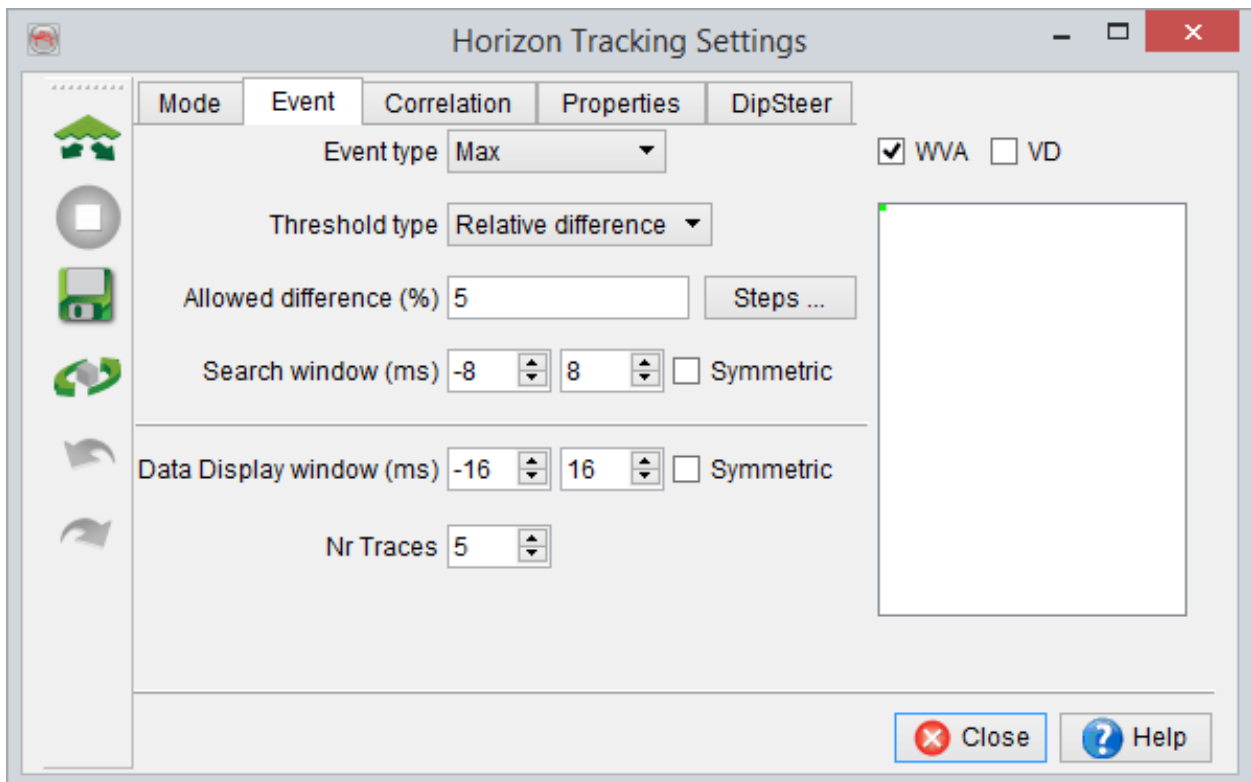 Horizon Tracking Settings
Mode Event Correlation Properties DipSteer
Event type Max WVA VD
Threshold type Relative difference
Allowed difference (%) 5 Steps ...
Search window (ms) -8 8 Symmetric
Data Display window (ms) -16 16 Symmetric
Nr Traces 5
Close Help